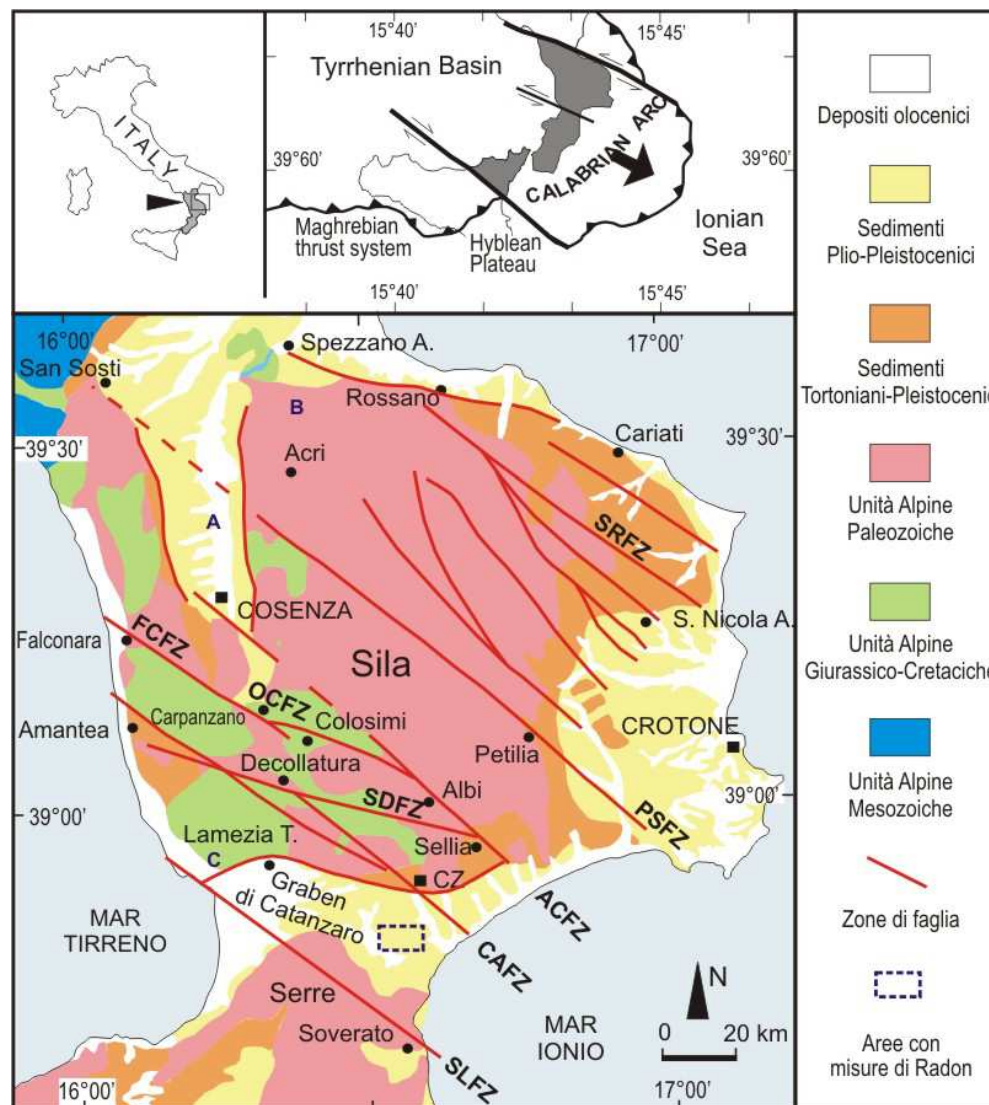 ITALY
15°40'
15°45'
Tyrrhenian Basin
39°60'
39°60'
CALABRIAN ARC
Maghrebian
thrust system
Hyblean
Plateau
Ionian
Sea
15°40'
15°45'
16°00'
17°00'
Spezzano A.
San Sosti
Rossano
B
Cariati
39°30'
39°30'
Acri
A
SRFZ
COSENZA
S. Nicola A.
Falconara
FCFZ
Sila
OCFZ
CROTONE
Amantea
Carpanzano
Colosimi
Petilia
Decollatura
Albi
SDFZ
39°00'
39°00'
PSFZ
Lamezia T.
Sellia
C
CZ
Graben
di Catanzaro
ACFZ
MAR
TIRRENO
CAFZ
N
Serre
MAR
IONIO
0 20 km
Soverato
SLFZ
16°00'
17°00'
Depositi olocenici
Sedimenti
Plio-Pleistocenici
Sedimenti
Tortoniani-Pleistocenic
Unità Alpine
Paleozoiche
Unità Alpine
Giurassico-Cretaciche
Unità Alpine
Mesozoiche
Zone di faglia
Aree con
misure di Radon